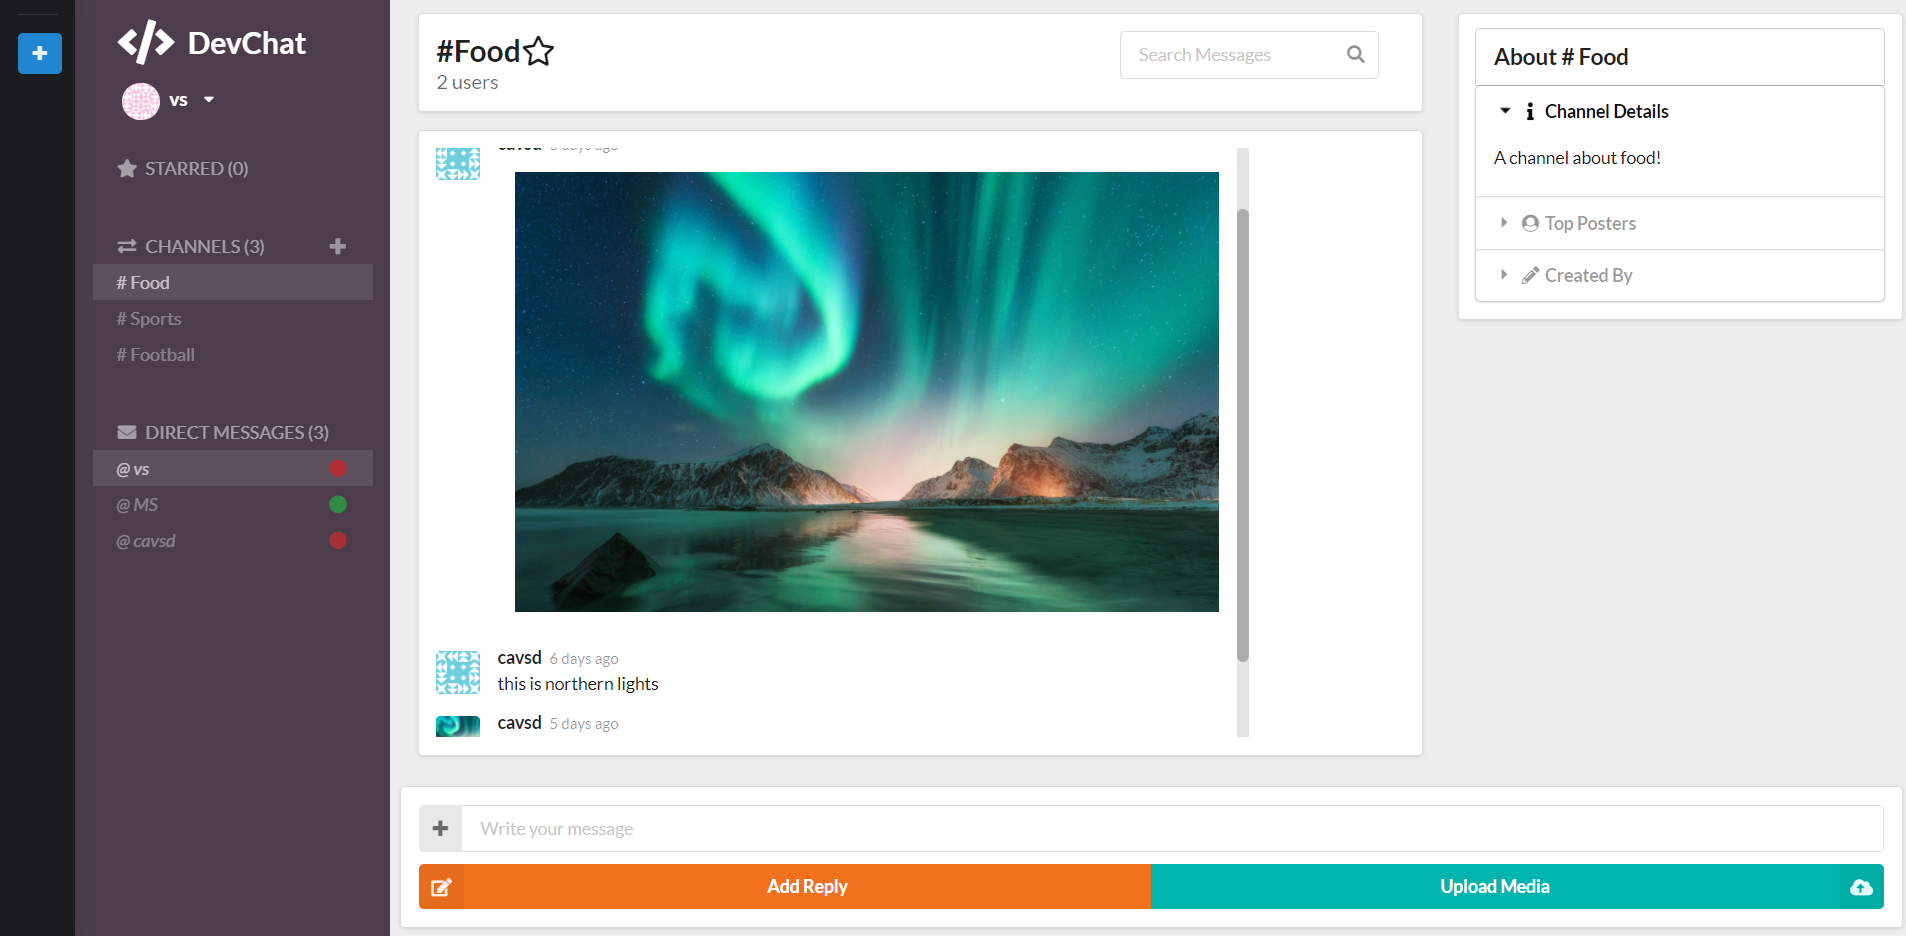 DevChat
vs
STARRED (0)
CHANNELS (3)
# Food
# Sports
# Football
DIRECT MESSAGES (3)
@ vs
@ MS
@ cavsd
#Food
2 users
Search Messages
cavsd 6 days ago
this is northern lights
cavsd 5 days ago
Write your message
Add Reply
Upload Media
About # Food
Channel Details
A channel about food!
Top Posters
Created By